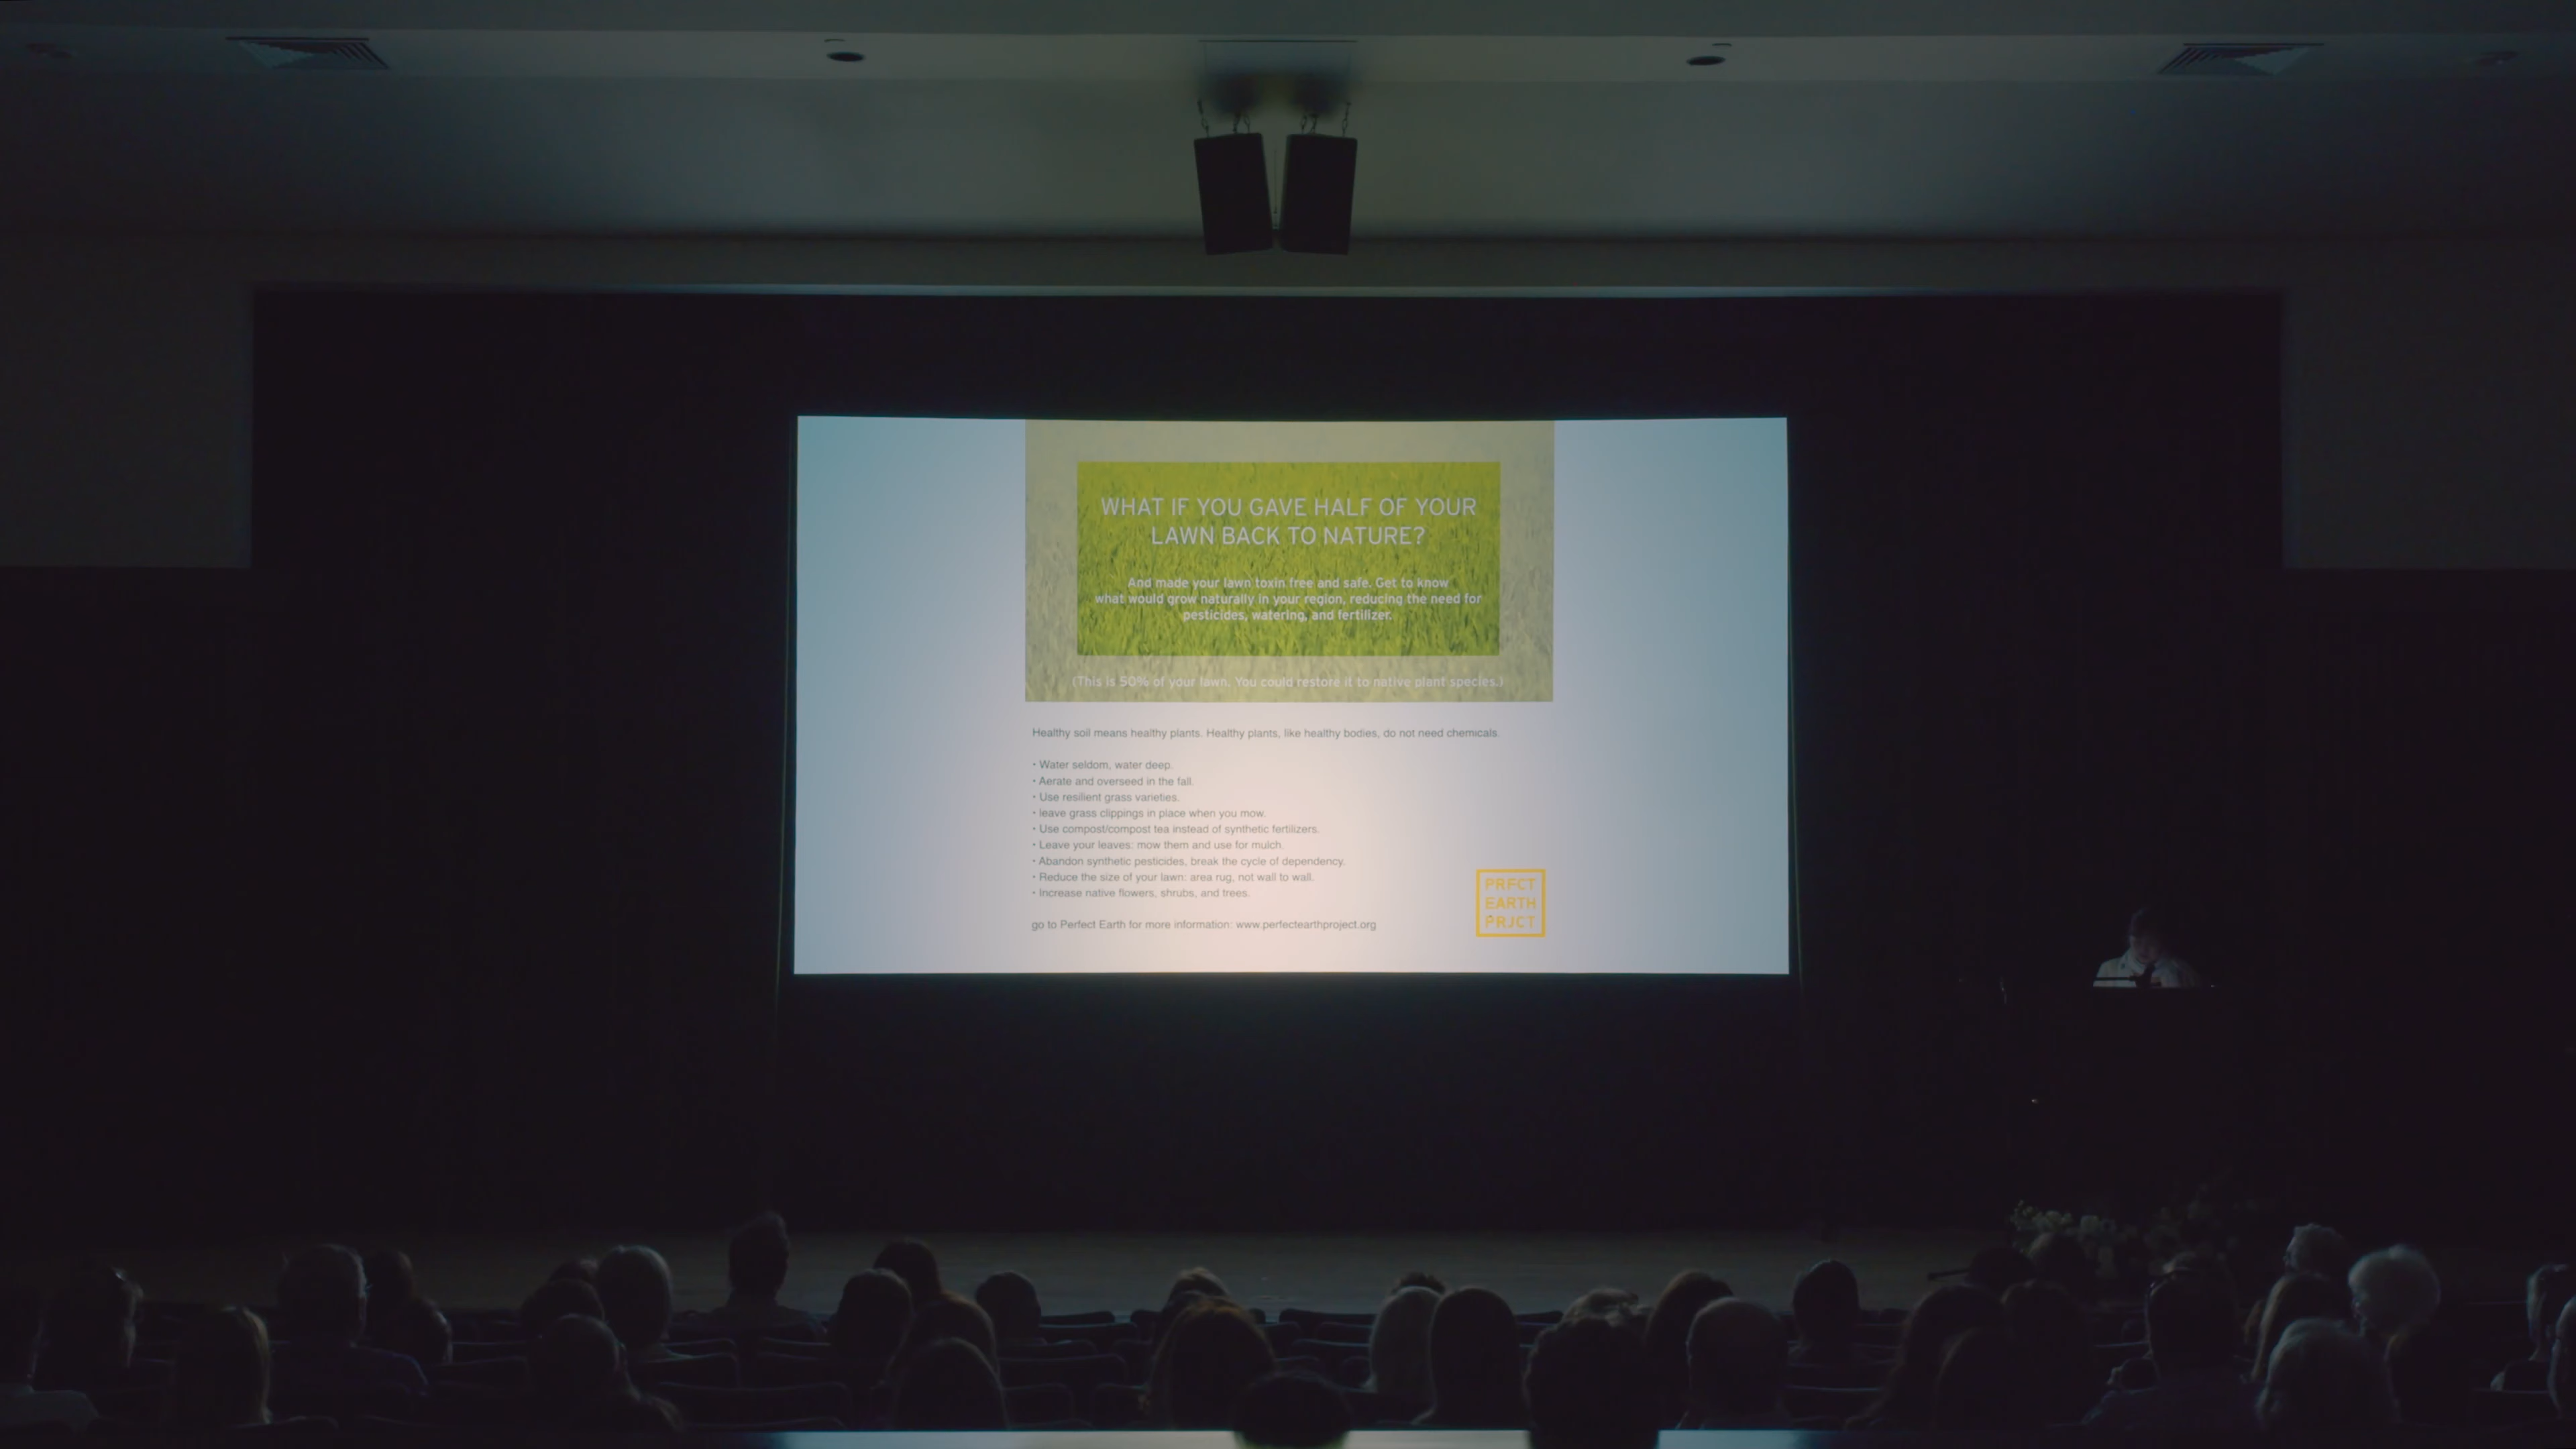 WHAT IF YOU GAVE HALF OF YOUR
LAWN BACK TO NATURE?
And made your lawn toxin free and safe. Get to know
what would grow naturally in your region, reducing the need for
pesticides, watering, and fertilizer.
(This is 50% of your lawn. You could restore it to native plant species.)
Healthy soil means healthy plants. Healthy plants, like healthy bodies, do not need chemicals.
• Water seldom, water deep.
• Aerate and overseed in the fall.
• Use resilient grass varieties.
• leave grass clippings in place when you mow.
• Use compost/compost tea instead of synthetic fertilizers.
• Leave your leaves: mow them and use for mulch.
• Abandon synthetic pesticides, break the cycle of dependency.
• Reduce the size of your lawn: area rug, not wall to wall.
• Increase native flowers, shrubs, and trees.
go to Perfect Earth for more information: www.perfectearthproject.org
PRFCT
EARTH
PRJCT